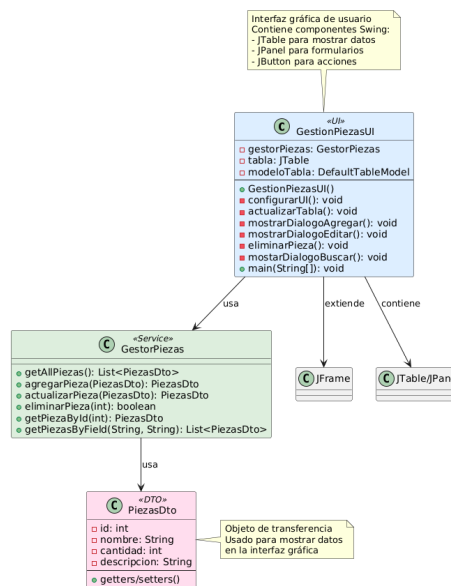 Interfaz gráfica de usuario
Contiene componentes Swing:
- JTable para mostrar datos
- JPanel para formularios
- JButton para acciones
«UI»
C GestionPiezasUI
gestorPiezas: GestorPiezas
tabla: JTable
modeloTabla: DefaultTableModel
GestionPiezasUI()
configurarUI(): void
actualizarTabla(): void
mostrarDialogoAgregar(): void
mostrarDialogoEditar(): void
eliminarPieza(): void
mostarDialogoBuscar(): void
main(String[]): void
usa
extiende
contiene
«Service»
C GestorPiezas
getAllPiezas(): List<PiezasDto>
agregarPieza(PiezasDto): PiezasDto
actualizarPieza(PiezasDto): PiezasDto
eliminarPieza(int): boolean
getPiezaById(int): PiezasDto
getPiezasByField(String, String): List<PiezasDto>
C JFrame
C JTable/JPan
usa
«DTO»
C PiezasDto
id: int
nombre: String
cantidad: int
descripcion: String
getters/setters()
Objeto de transferencia
Usado para mostrar datos
en la interfaz gráfica